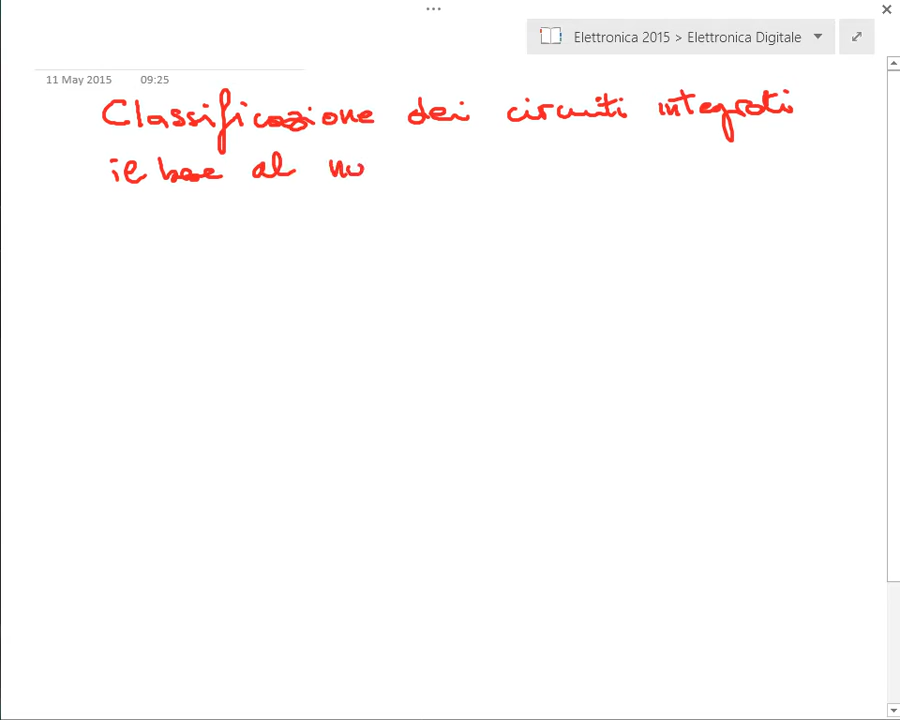 Elettronica 2015 > Elettronica Digitale
11 May 2015 09:25
Classificazione dei circuiti integrati
in base al nu